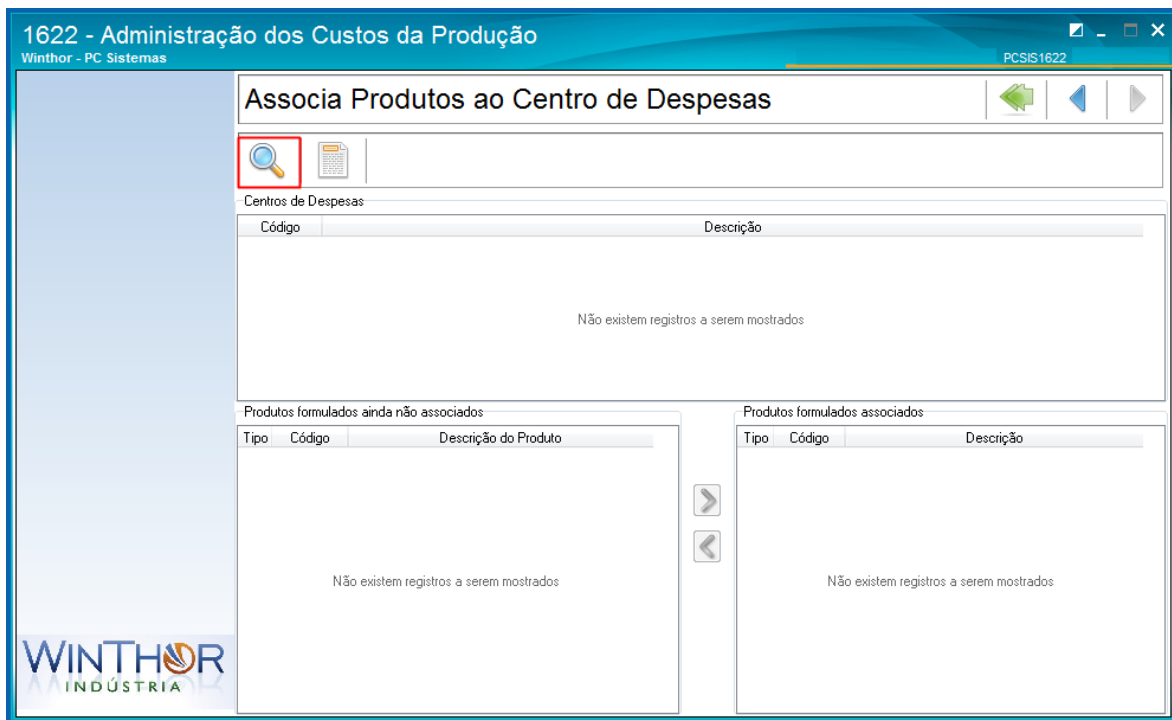 1622 - Administração dos Custos da Produção
Winthor - PC Sistemas
PCSIS1622
Associa Produtos ao Centro de Despesas
Centros de Despesas
Código Descrição
Não existem registros a serem mostrados
Produtos formulados ainda não associados
Tipo Código Descrição do Produto
Não existem registros a serem mostrados
Produtos formulados associados
Tipo Código Descrição
Não existem registros a serem mostrados
WINTHOR
INDÚSTRIA